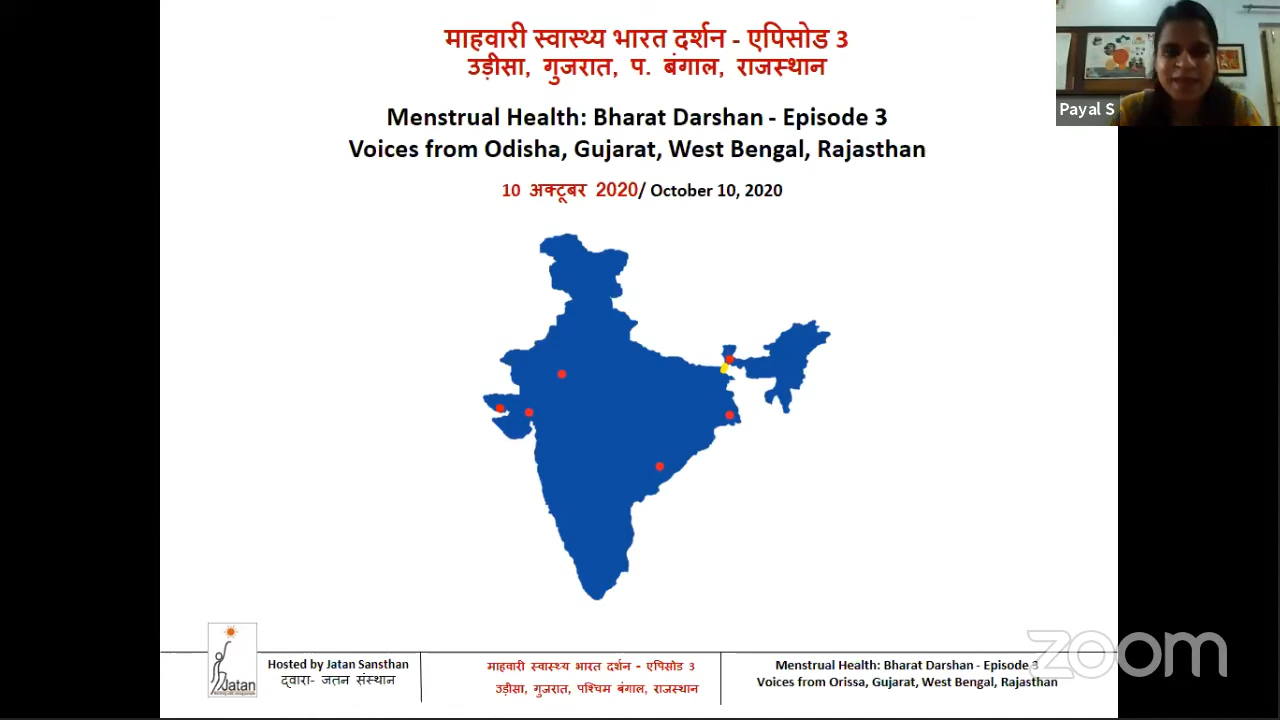 माहवारी स्वास्थ्य भारत दर्शन - एपिसोड 3
उड़ीसा, गुजरात, प. बंगाल, राजस्थान
Menstrual Health: Bharat Darshan - Episode 3
Voices from Odisha, Gujarat, West Bengal, Rajasthan
10 अक्टूबर 2020/ October 10, 2020
Payal S
Jatan
Hosted by Jatan Sansthan
द्वारा- जतन संस्थान
माहवारी स्वास्थ्य भारत दर्शन - एपिसोड 3
उड़ीसा, गुजरात, पश्चिम बंगाल, राजस्थान
Menstrual Health: Bharat Darshan - Episode 3
Voices from Orissa, Gujarat, West Bengal, Rajasthan
zoom